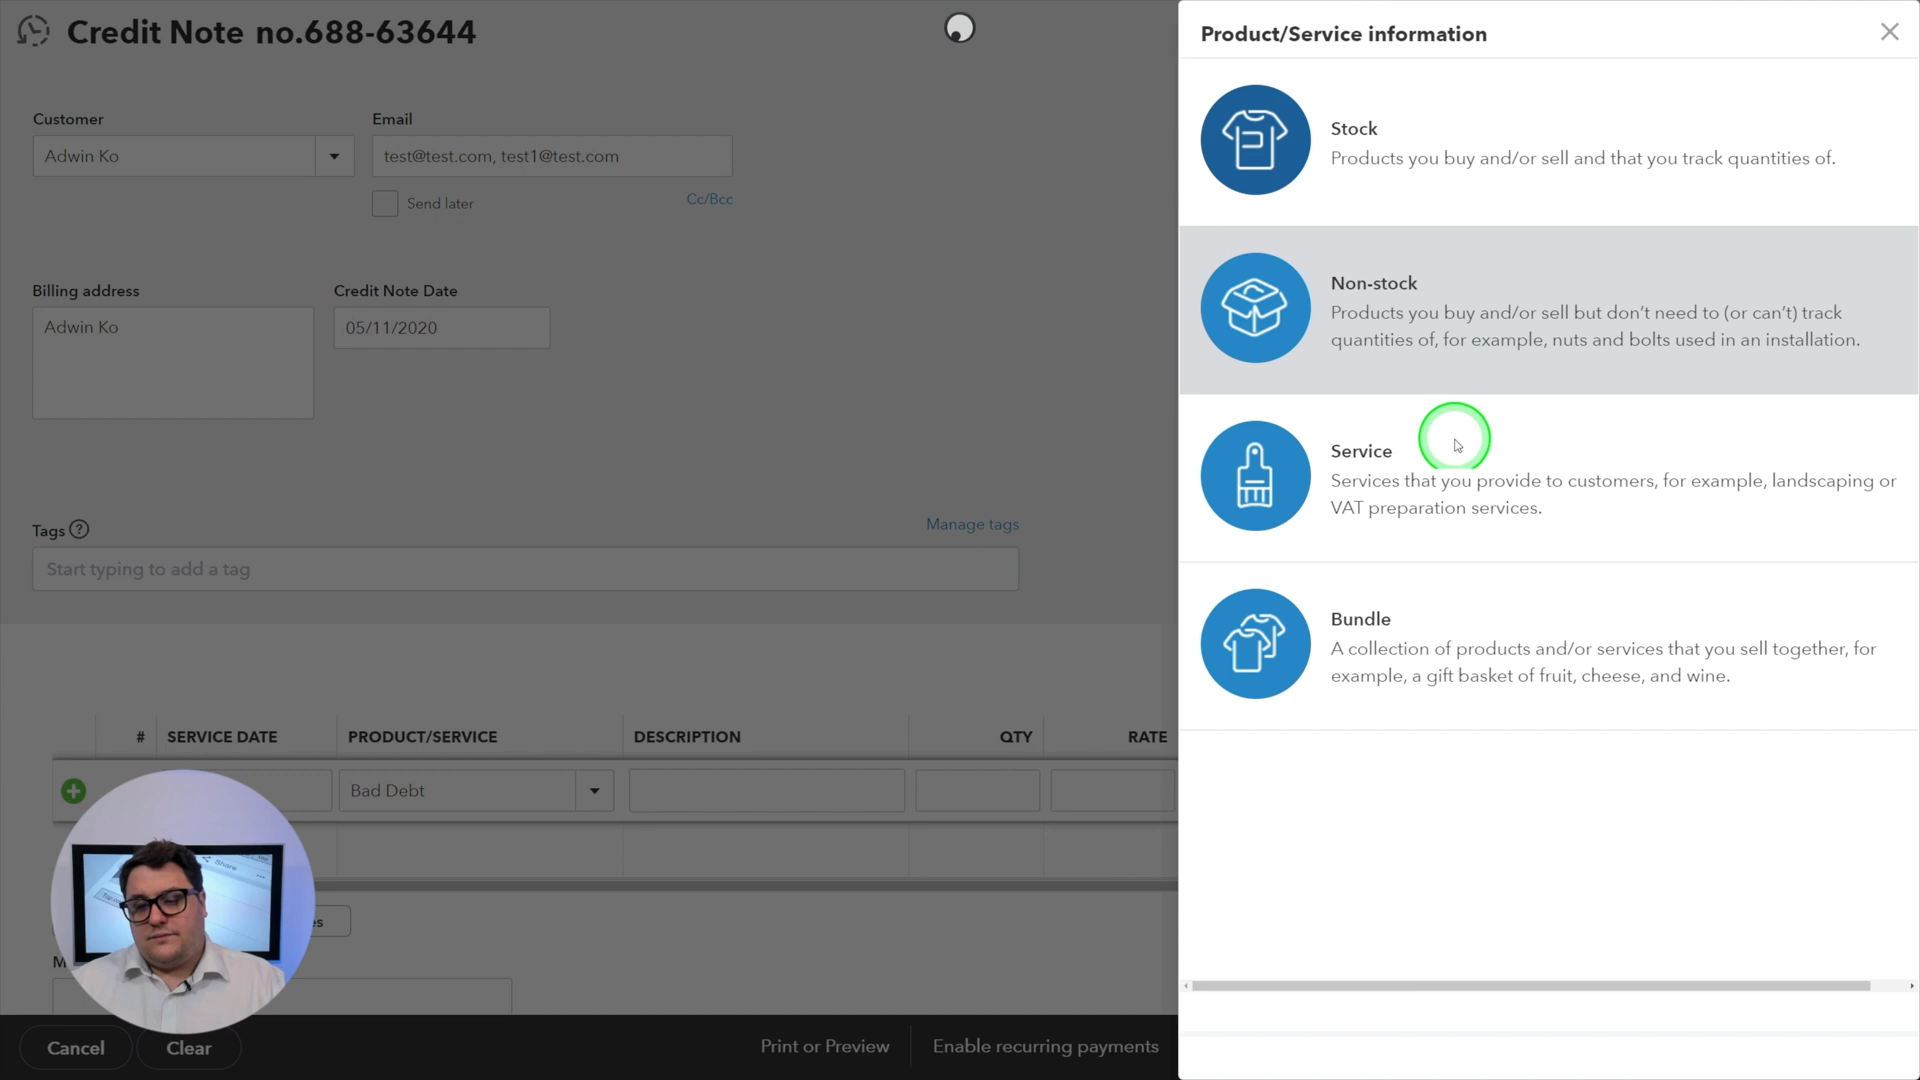 Credit Note no.688-63644
Customer
Email
Adwin Ko
test@test.com, test1@test.com
Send later
Cc/Bcc
Billing address
Credit Note Date
Adwin Ko
05/11/2020
Tags ?
Manage tags
Start typing to add a tag
# SERVICE DATE PRODUCT/SERVICE DESCRIPTION QTY RATE
Bad Debt
Share
es
M
Cancel
Clear
Print or Preview
Enable recurring payments
Product/Service information
Stock
Products you buy and/or sell and that you track quantities of.
Non-stock
Products you buy and/or sell but don’t need to (or can’t) track
quantities of, for example, nuts and bolts used in an installation.
Service
Services that you provide to customers, for example, landscaping or
VAT preparation services.
Bundle
A collection of products and/or services that you sell together, for
example, a gift basket of fruit, cheese, and wine.